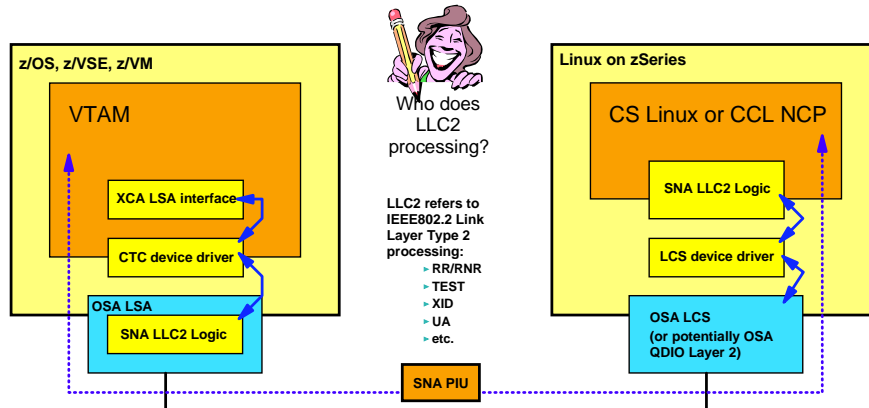 z/OS, z/VSE, z/VM
VTAM
XCA LSA interface
CTC device driver
OSA LSA
SNA LLC2 Logic
Who does
LLC2
processing?
LLC2 refers to
IEEE802.2 Link
Layer Type 2
processing:
RR/RNR
TEST
XID
UA
etc.
SNA PIU
Linux on zSeries
CS Linux or CCL NCP
SNA LLC2 Logic
LCS device driver
OSA LCS
(or potentially OSA
QDIO Layer 2)